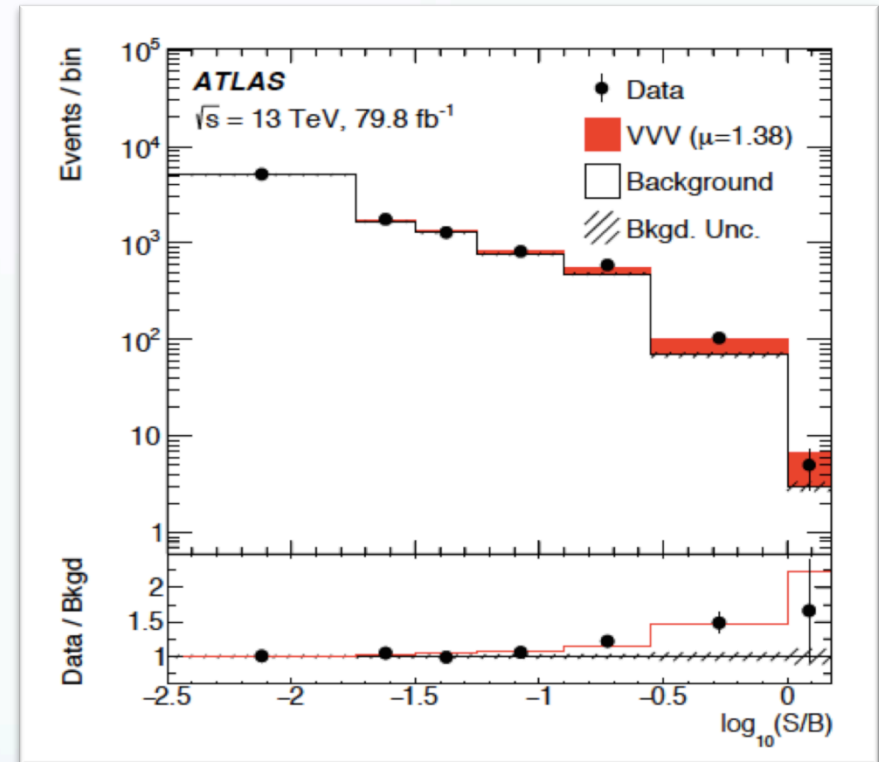 Events / bin
10⁵
10⁴
10³
10²
10
1
ATLAS
√s = 13 TeV, 79.8 fb⁻¹
Data
VVV (μ=1.38)
Background
Bkgd. Unc.
Data / Bkgd
2
1.5
1
−2.5 −2 −1.5 −1 −0.5 0
log₁₀(S/B)